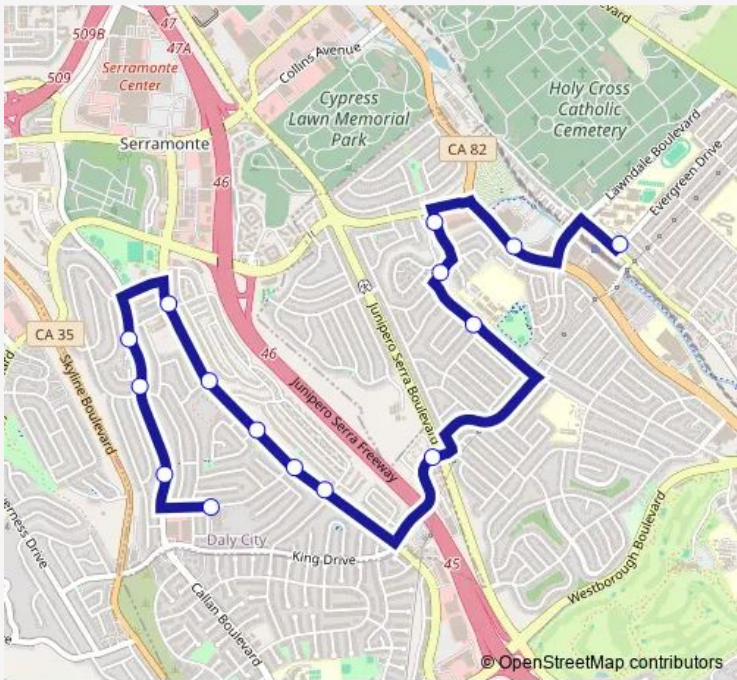 509B
47
47A
509
Serramonte
Center
Collins Avenue
Cypress
Lawn Memorial
Park
Holy Cross
Catholic
Cemetery
Serramonte
CA 82
46
Lawndale Boulevard
Evergreen Drive
CA 35
Skyline Boulevard
46
Junipero Serra Boulevard
Junipero Serra Freeway
Daly City
King Drive
45
Callan Boulevard
Westborough Boulevard
© OpenStreetMap contributors